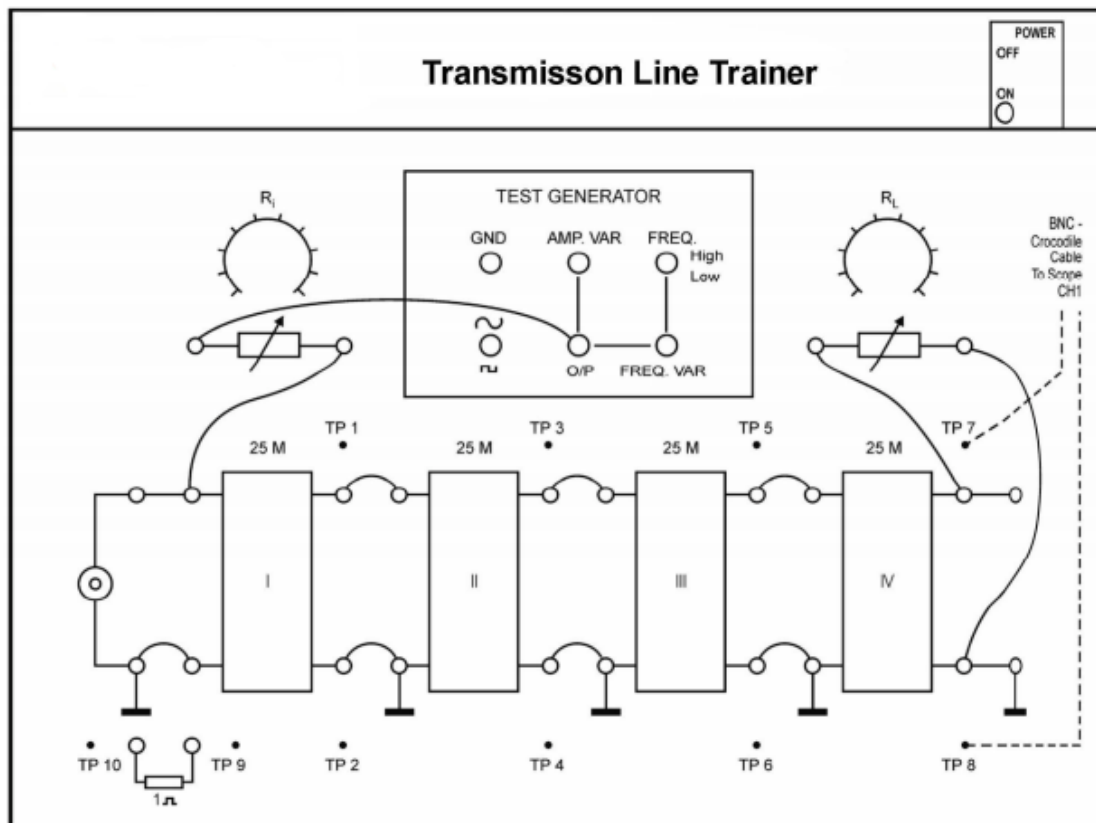 POWER
OFF
ON
Transmisson Line Trainer
Ri
TEST GENERATOR
GND AMP. VAR FREQ.
High
Low
O/P FREQ. VAR
RL
BNC -
Crocodile
Cable
To Scope
CH1
TP 1 TP 3 TP 5 TP 7
25 M 25 M 25 M 25 M
I II III IV
TP 10 TP 9 TP 2 TP 4 TP 6 TP 8
1